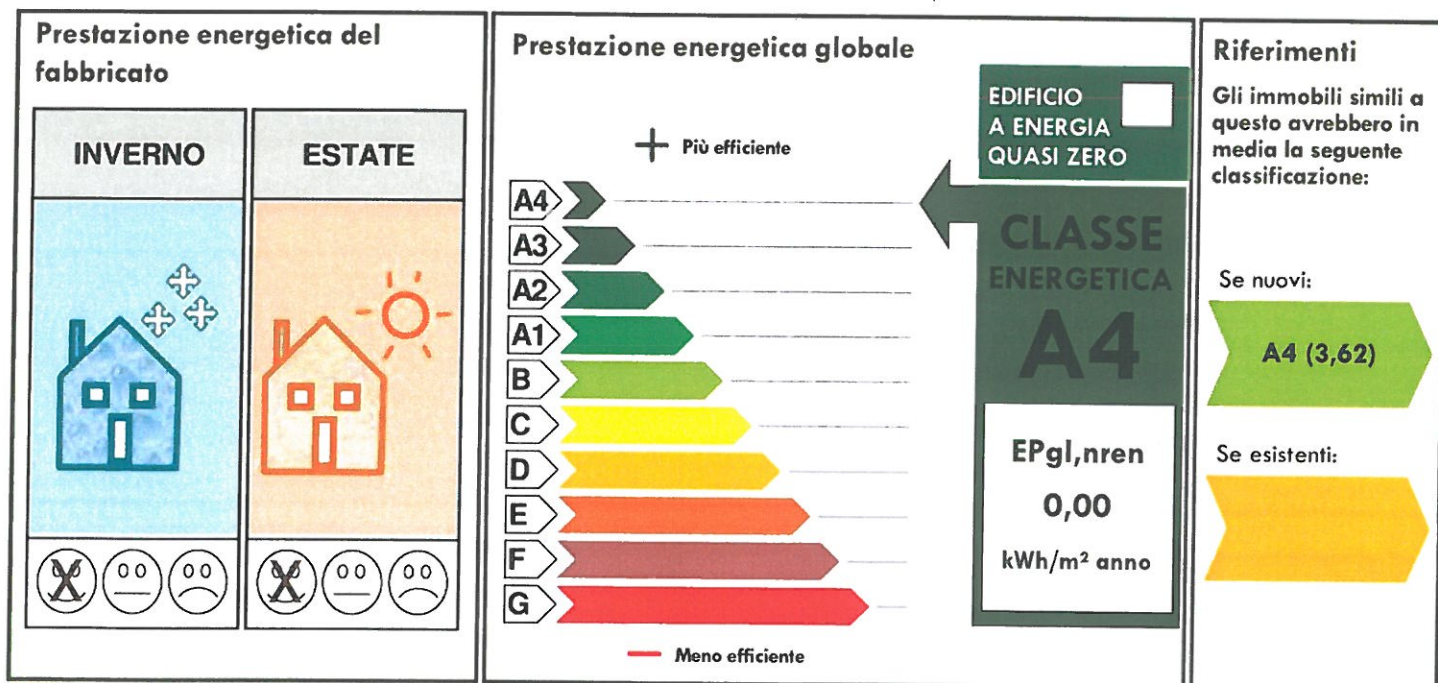 Prestazione energetica del
fabbricato
INVERNO
ESTATE
Prestazione energetica globale
Più efficiente
A4
A3
A2
A1
B
C
D
E
F
G
Meno efficiente
EDIFICIO
A ENERGIA
QUASI ZERO
CLASSE
ENERGETICA
A4
EPgl,nren
0,00
kWh/m² anno
Riferimenti
Gli immobili simili a
questo avrebbero in
media la seguente
classificazione:
Se nuovi:
A4 (3,62)
Se esistenti: